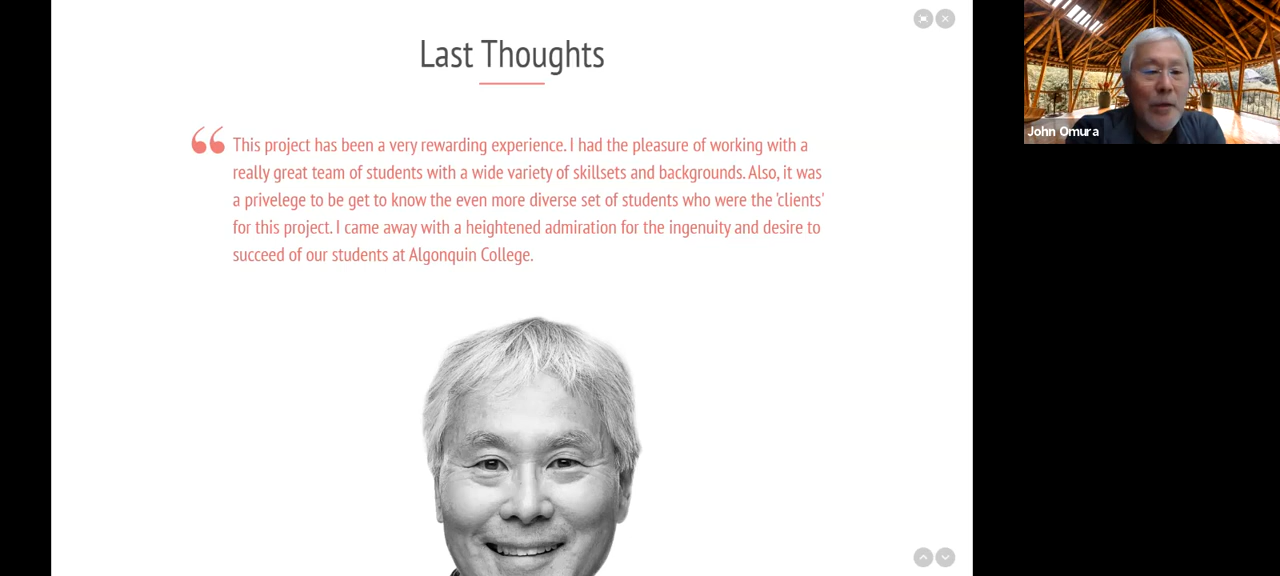 Last Thoughts
“ This project has been a very rewarding experience. I had the pleasure of working with a
really great team of students with a wide variety of skillsets and backgrounds. Also, it was
a privelege to be get to know the even more diverse set of students who were the 'clients'
for this project. I came away with a heightened admiration for the ingenuity and desire to
succeed of our students at Algonquin College.
John Omura